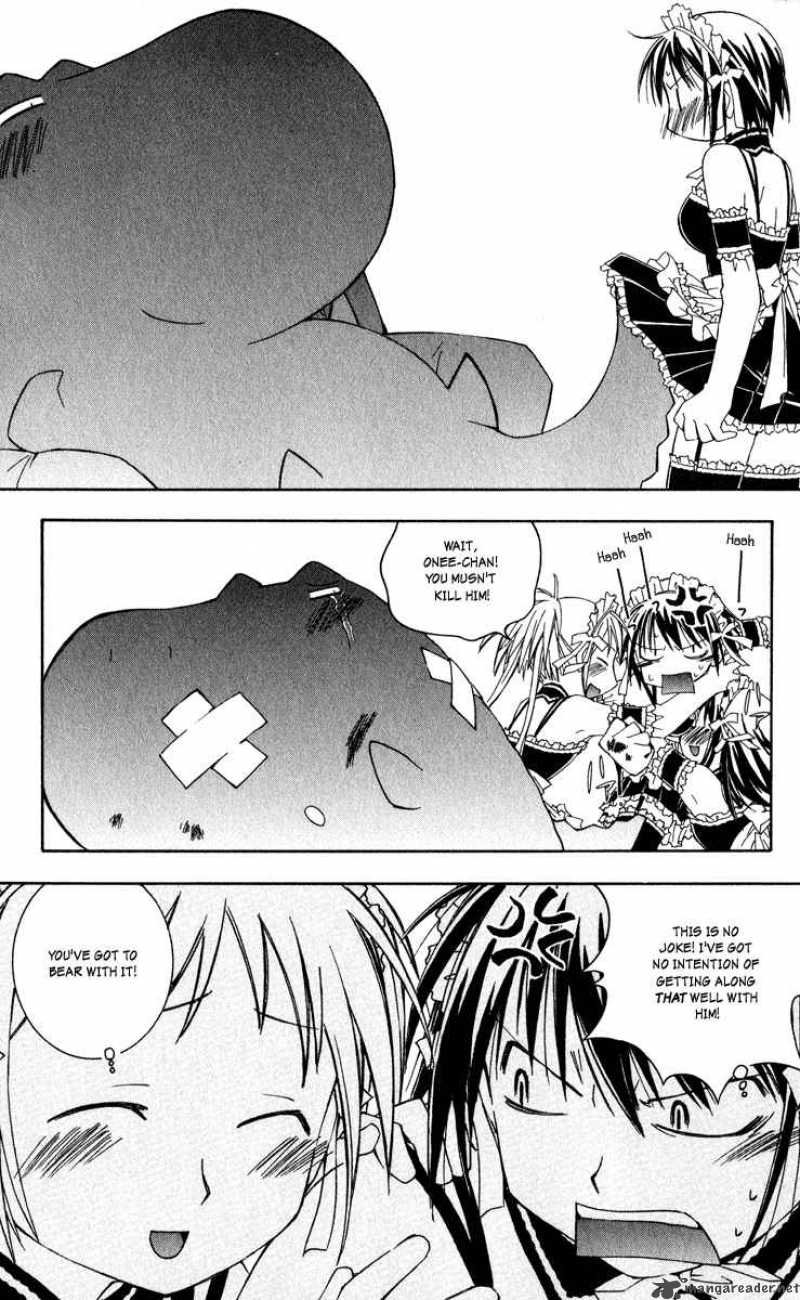 WAIT,
ONEE-CHAN!
YOU MUSN'T
KILL HIM!
Haah
Haah
Haah
YOU'VE GOT TO
BEAR WITH IT!
THIS IS NO
JOKE! I'VE GOT
NO INTENTION OF
GETTING ALONG
THAT WELL WITH
HIM!
mangareader.net